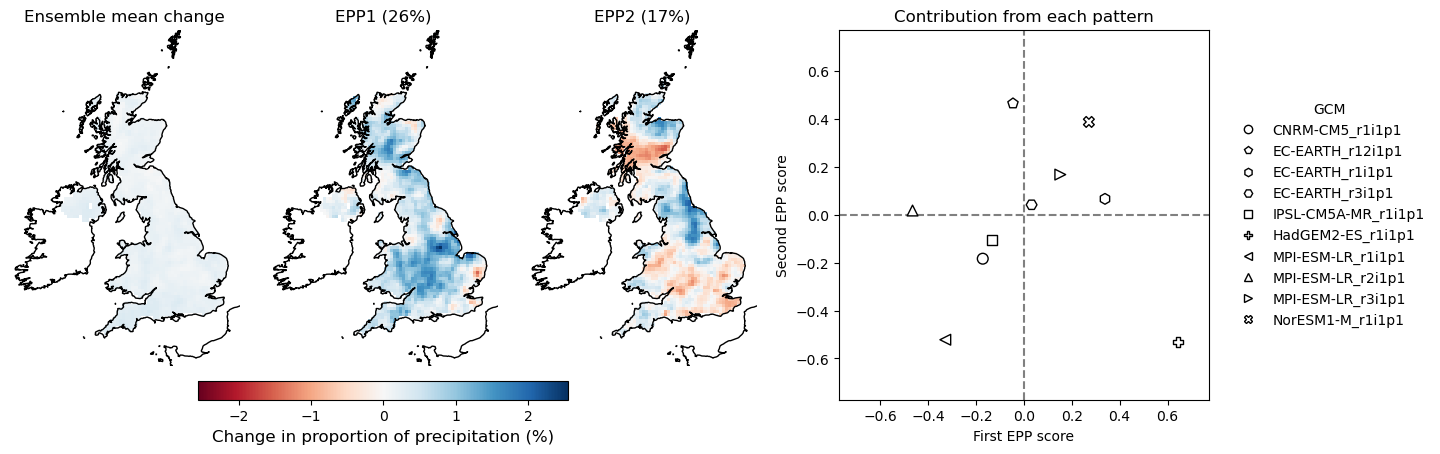 Ensemble mean change
EPP1 (26%)
EPP2 (17%)
−2 −1 0 1 2
Change in proportion of precipitation (%)
Contribution from each pattern
Second EPP score
0.6
0.4
0.2
0.0
−0.2
−0.4
−0.6
−0.6 −0.4 −0.2 0.0 0.2 0.4 0.6
First EPP score
GCM
CNRM-CM5_r1i1p1
EC-EARTH_r12i1p1
EC-EARTH_r1i1p1
EC-EARTH_r3i1p1
IPSL-CM5A-MR_r1i1p1
HadGEM2-ES_r1i1p1
MPI-ESM-LR_r1i1p1
MPI-ESM-LR_r2i1p1
MPI-ESM-LR_r3i1p1
NorESM1-M_r1i1p1